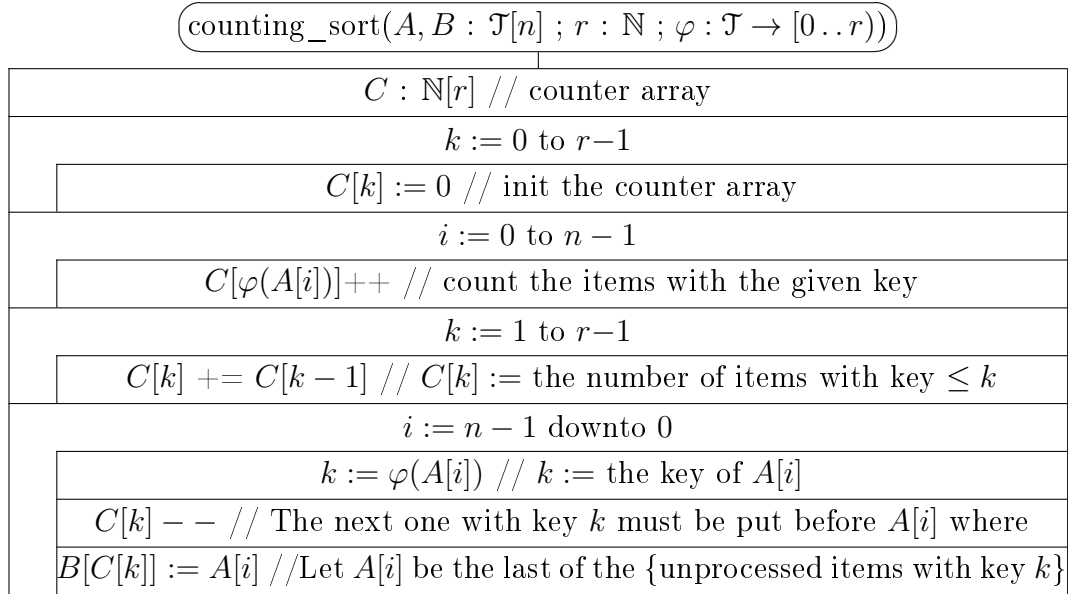 counting_sort(A, B : 𝒯[n] ; r : ℕ ; φ : 𝒯 → [0 .. r))
C : ℕ[r] // counter array
k := 0 to r−1
C[k] := 0 // init the counter array
i := 0 to n − 1
C[φ(A[i])]++ // count the items with the given key
k := 1 to r−1
C[k] += C[k − 1] // C[k] := the number of items with key ≤ k
i := n − 1 downto 0
k := φ(A[i]) // k := the key of A[i]
C[k] − − // The next one with key k must be put before A[i] where
B[C[k]] := A[i] //Let A[i] be the last of the {unprocessed items with key k}